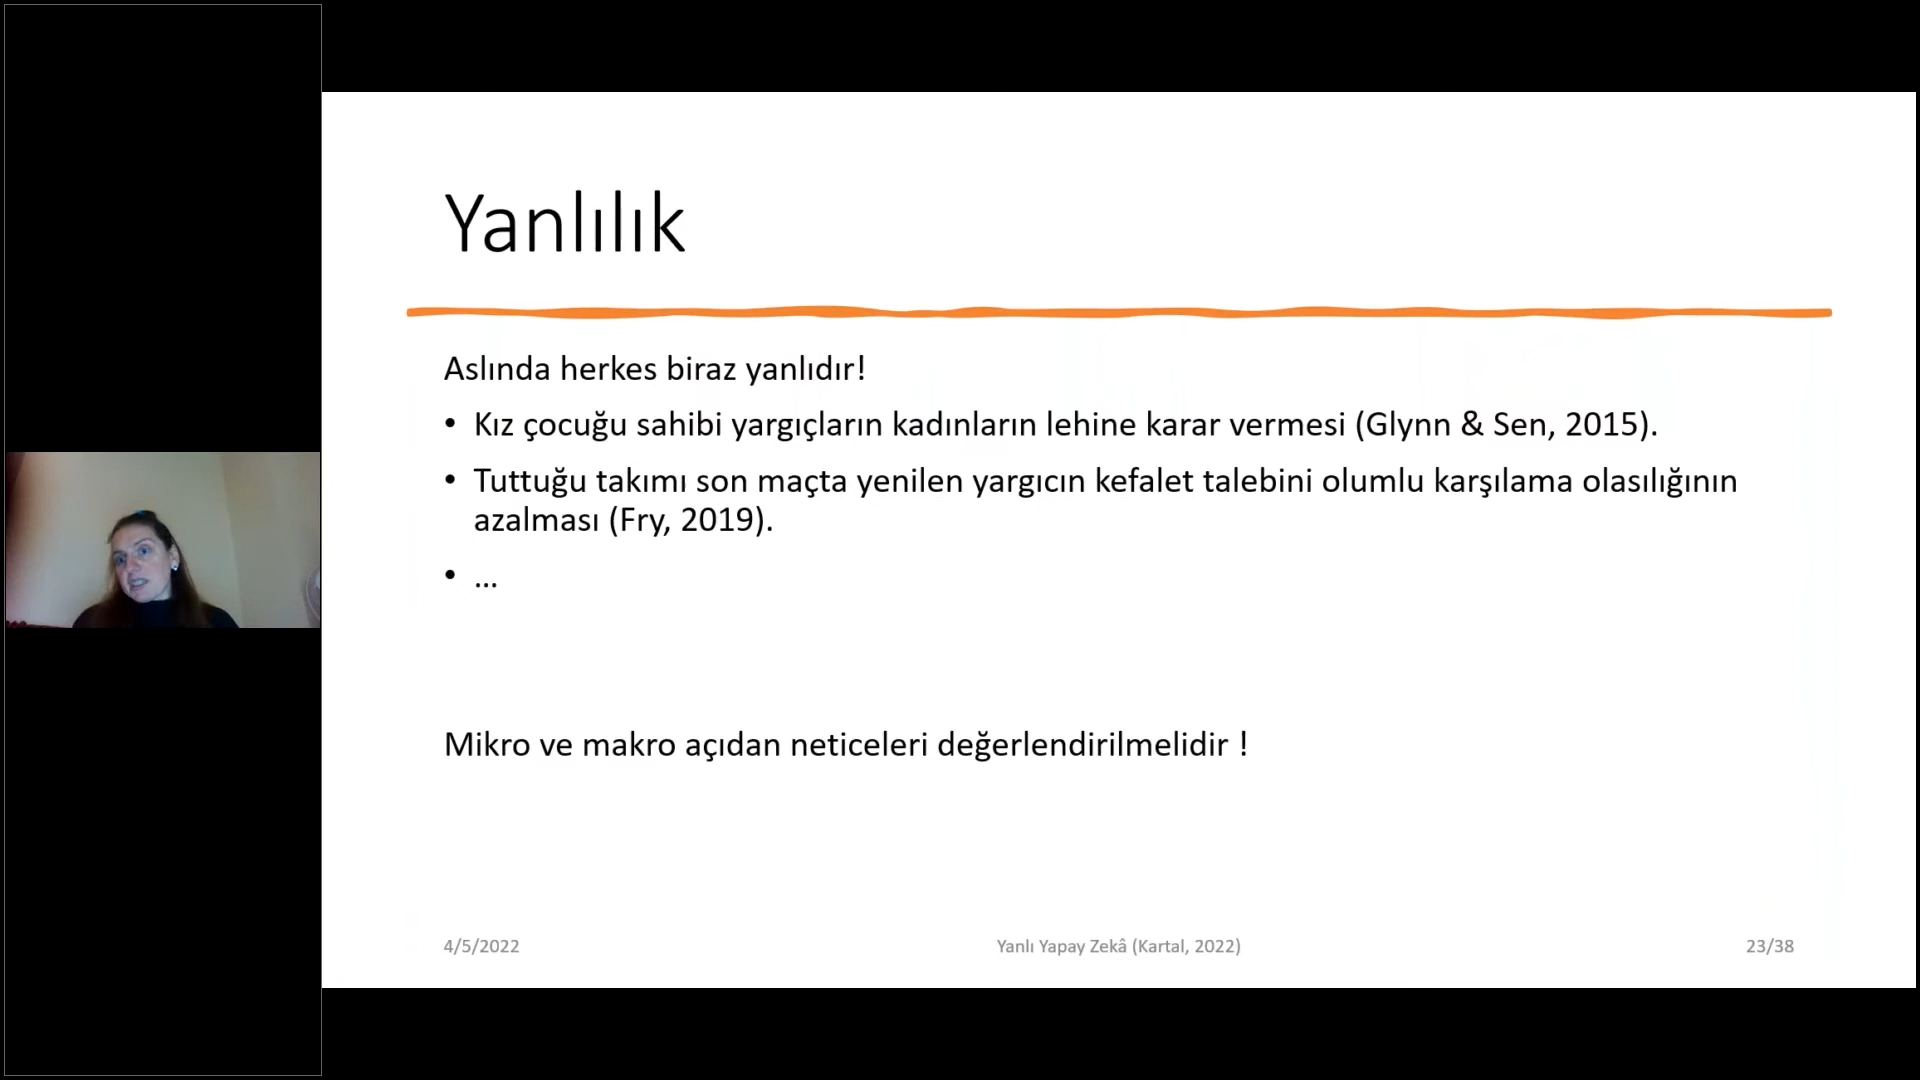 Yanlılık
Aslında herkes biraz yanlıdır!
• Kız çocuğu sahibi yargıçların kadınların lehine karar vermesi (Glynn & Sen, 2015).
• Tuttuğu takımı son maçta yenilen yargıcın kefalet talebini olumlu karşılama olasılığının
azalması (Fry, 2019).
• ...
Mikro ve makro açıdan neticeleri değerlendirilmelidir !
4/5/2022
Yanlı Yapay Zekâ (Kartal, 2022)
23/38